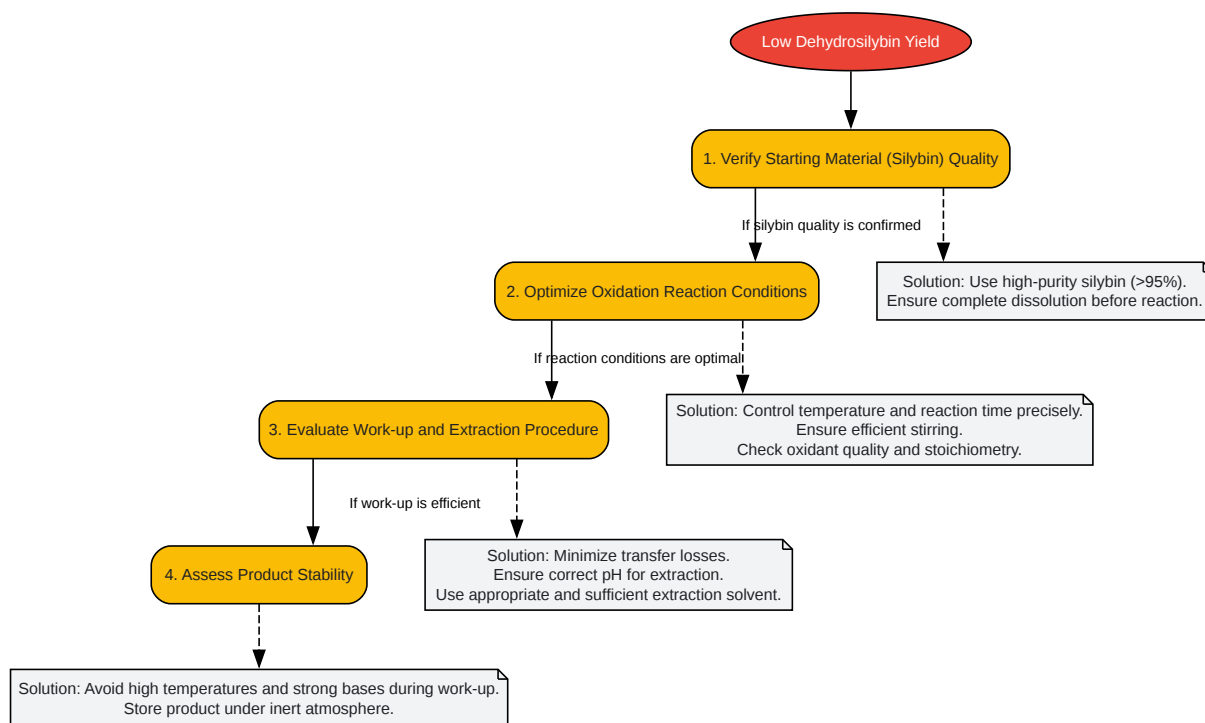 Low Dehydrosilybin Yield
1. Verify Starting Material (Silybin) Quality
If silybin quality is confirmed
Solution: Use high-purity silybin (>95%).
Ensure complete dissolution before reaction.
2. Optimize Oxidation Reaction Conditions
If reaction conditions are optimal
Solution: Control temperature and reaction time precisely.
Ensure efficient stirring.
Check oxidant quality and stoichiometry.
3. Evaluate Work-up and Extraction Procedure
If work-up is efficient
Solution: Minimize transfer losses.
Ensure correct pH for extraction.
Use appropriate and sufficient extraction solvent.
4. Assess Product Stability
Solution: Avoid high temperatures and strong bases during work-up.
Store product under inert atmosphere.